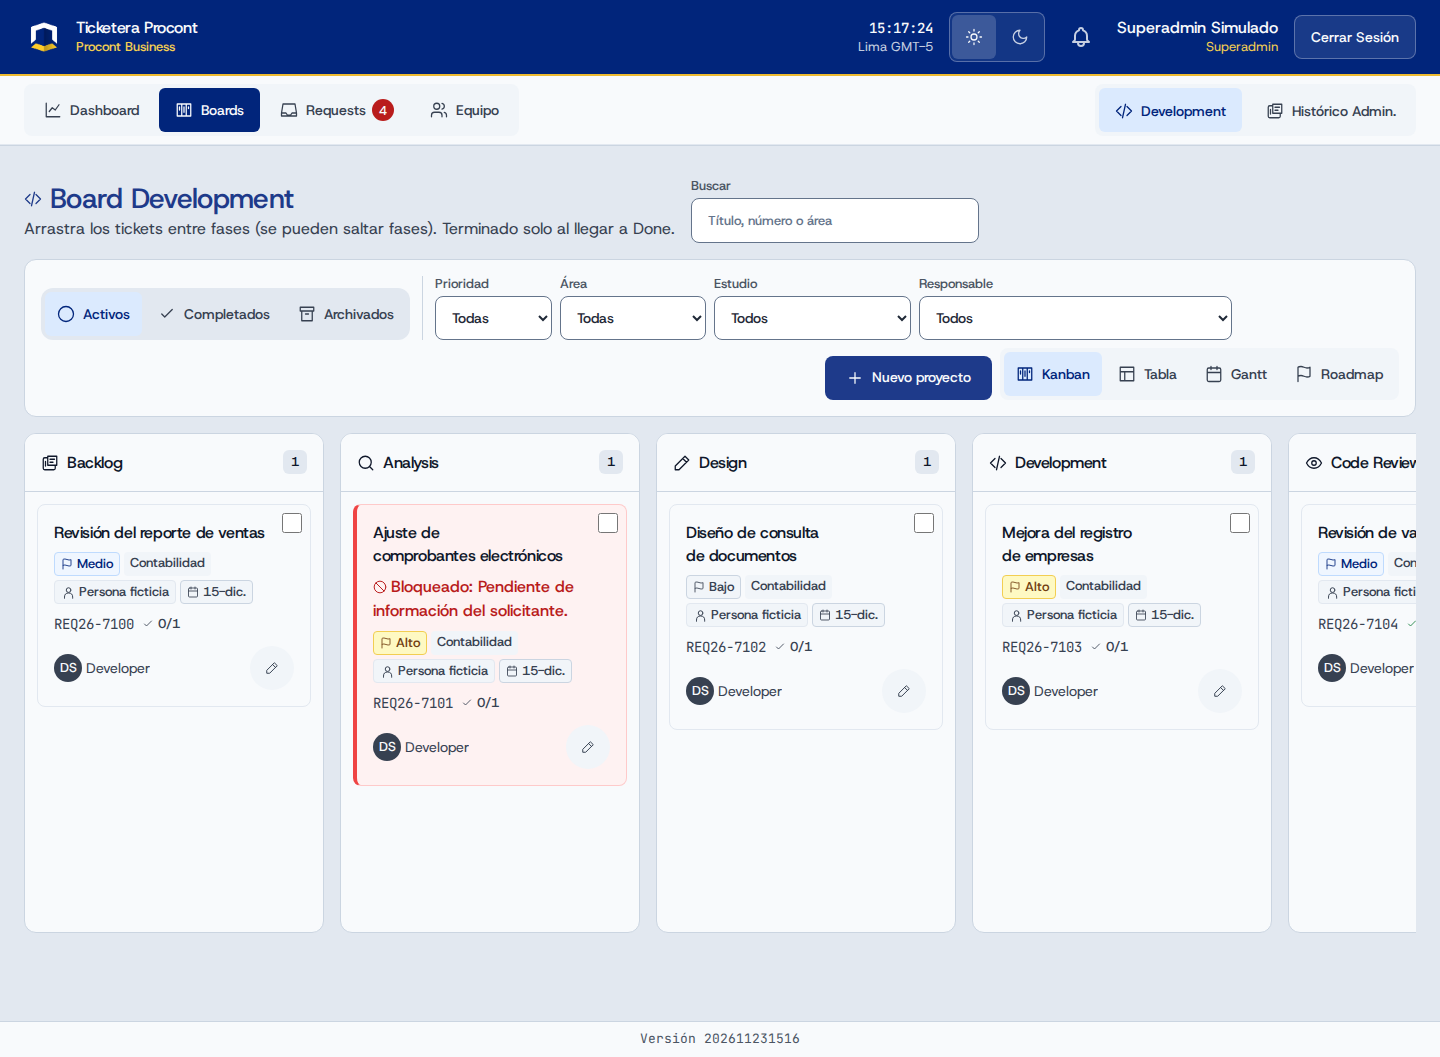 Ticketera Procont
Procont Business
15:17:24
Lima GMT-5
Superadmin Simulado
Superadmin
Cerrar Sesión
Dashboard
Boards
Requests 4
Equipo
Development
Histórico Admin.
Board Development
Arrastra los tickets entre fases (se pueden saltar fases). Terminado solo al llegar a Done.
Buscar
Título, número o área
Activos
Completados
Archivados
Prioridad
Todas
Área
Todas
Estudio
Todos
Responsable
Todos
Nuevo proyecto
Kanban
Tabla
Gantt
Roadmap
Backlog 1
Revisión del reporte de ventas
Medio Contabilidad
Persona ficticia 15-dic.
REQ26-7100 0/1
DS Developer
Analysis 1
Ajuste de
comprobantes electrónicos
Bloqueado: Pendiente de
información del solicitante.
Alto Contabilidad
Persona ficticia 15-dic.
REQ26-7101 0/1
DS Developer
Design 1
Diseño de consulta
de documentos
Bajo Contabilidad
Persona ficticia 15-dic.
REQ26-7102 0/1
DS Developer
Development 1
Mejora del registro
de empresas
Alto Contabilidad
Persona ficticia 15-dic.
REQ26-7103 0/1
DS Developer
Code Review
Revisión de va
Medio Con
Persona ficti
REQ26-7104
DS Developer
Versión 202611231516